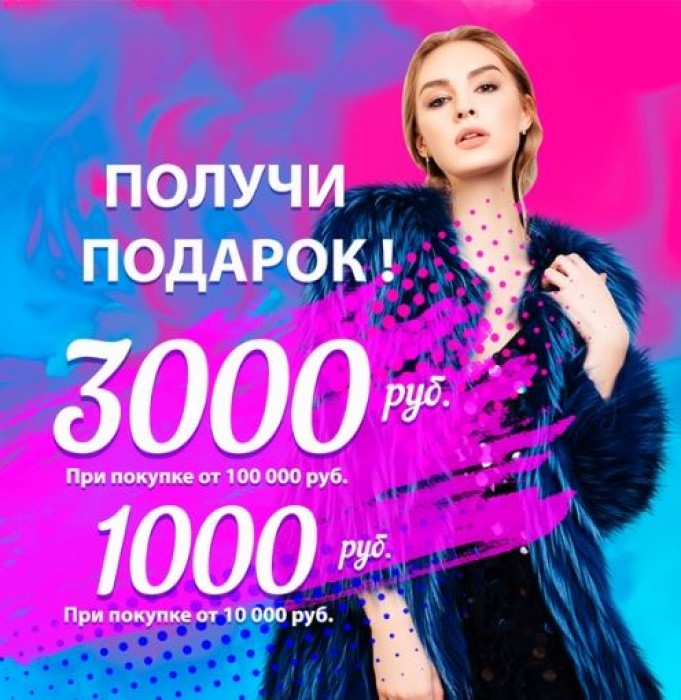 ПОЛУЧИ
ПОДАРОК!
3000 руб.
При покупке от 100 000 руб.
1000 руб.
При покупке от 10 000 руб.